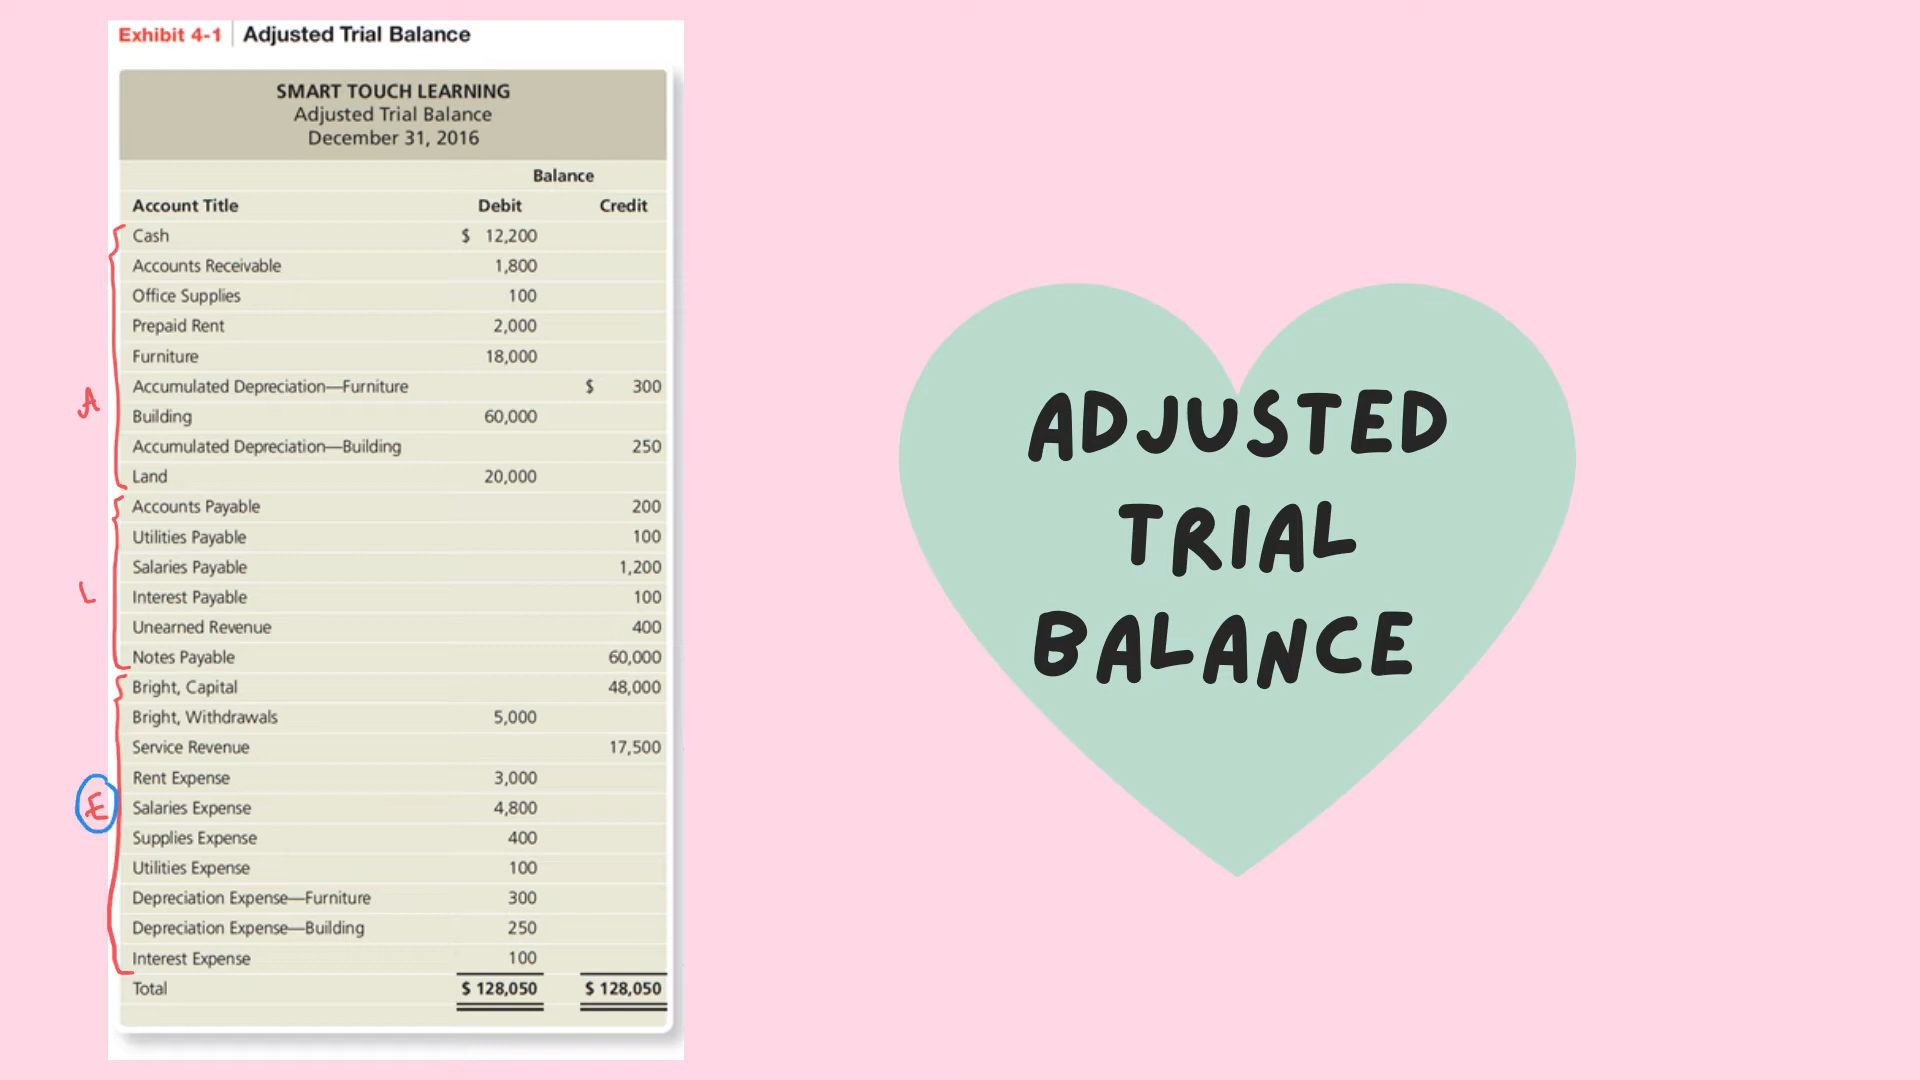 Exhibit 4-1 | Adjusted Trial Balance
SMART TOUCH LEARNING
Adjusted Trial Balance
December 31, 2016
Balance
Account Title Debit Credit
Cash $ 12,200
Accounts Receivable 1,800
Office Supplies 100
Prepaid Rent 2,000
Furniture 18,000
Accumulated Depreciation—Furniture $ 300
Building 60,000
Accumulated Depreciation—Building 250
Land 20,000
Accounts Payable 200
Utilities Payable 100
Salaries Payable 1,200
Interest Payable 100
Unearned Revenue 400
Notes Payable 60,000
Bright, Capital 48,000
Bright, Withdrawals 5,000
Service Revenue 17,500
Rent Expense 3,000
Salaries Expense 4,800
Supplies Expense 400
Utilities Expense 100
Depreciation Expense—Furniture 300
Depreciation Expense—Building 250
Interest Expense 100
Total $ 128,050 $ 128,050
A
L
E
ADJUSTED
TRIAL
BALANCE